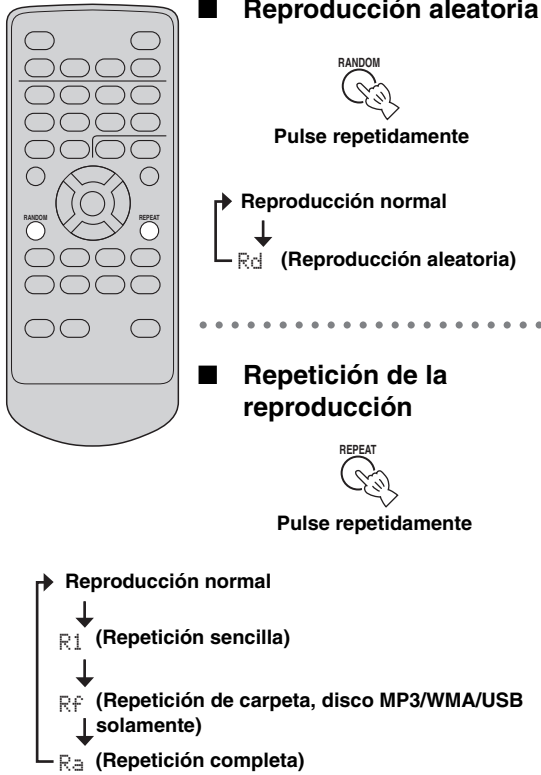 ■ Reproducción aleatoria
RANDOM
Pulse repetidamente
Reproducción normal
Rd (Reproducción aleatoria)
RANDOM
REPEAT
■ Repetición de la
reproducción
REPEAT
Pulse repetidamente
Reproducción normal
R1 (Repetición sencilla)
Rf (Repetición de carpeta, disco MP3/WMA/USB
solamente)
Ra (Repetición completa)